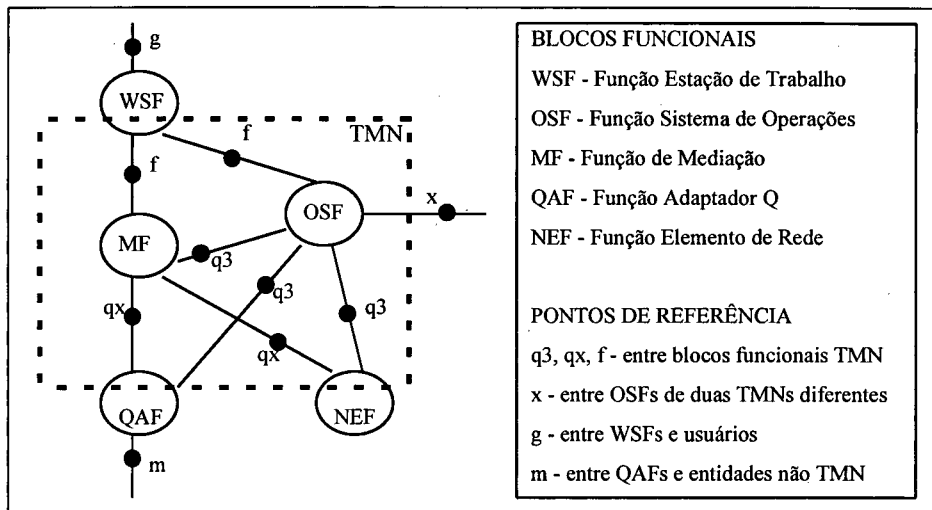 g
WSF
f
TMN
f
x
OSF
MF
q3
q3
q3
qx
qx
QAF
NEF
m
BLOCOS FUNCIONAIS
WSF - Função Estação de Trabalho
OSF - Função Sistema de Operações
MF - Função de Mediação
QAF - Função Adaptador Q
NEF - Função Elemento de Rede
PONTOS DE REFERÊNCIA
q3, qx, f - entre blocos funcionais TMN
x - entre OSFs de duas TMNs diferentes
g - entre WSFs e usuários
m - entre QAFs e entidades não TMN